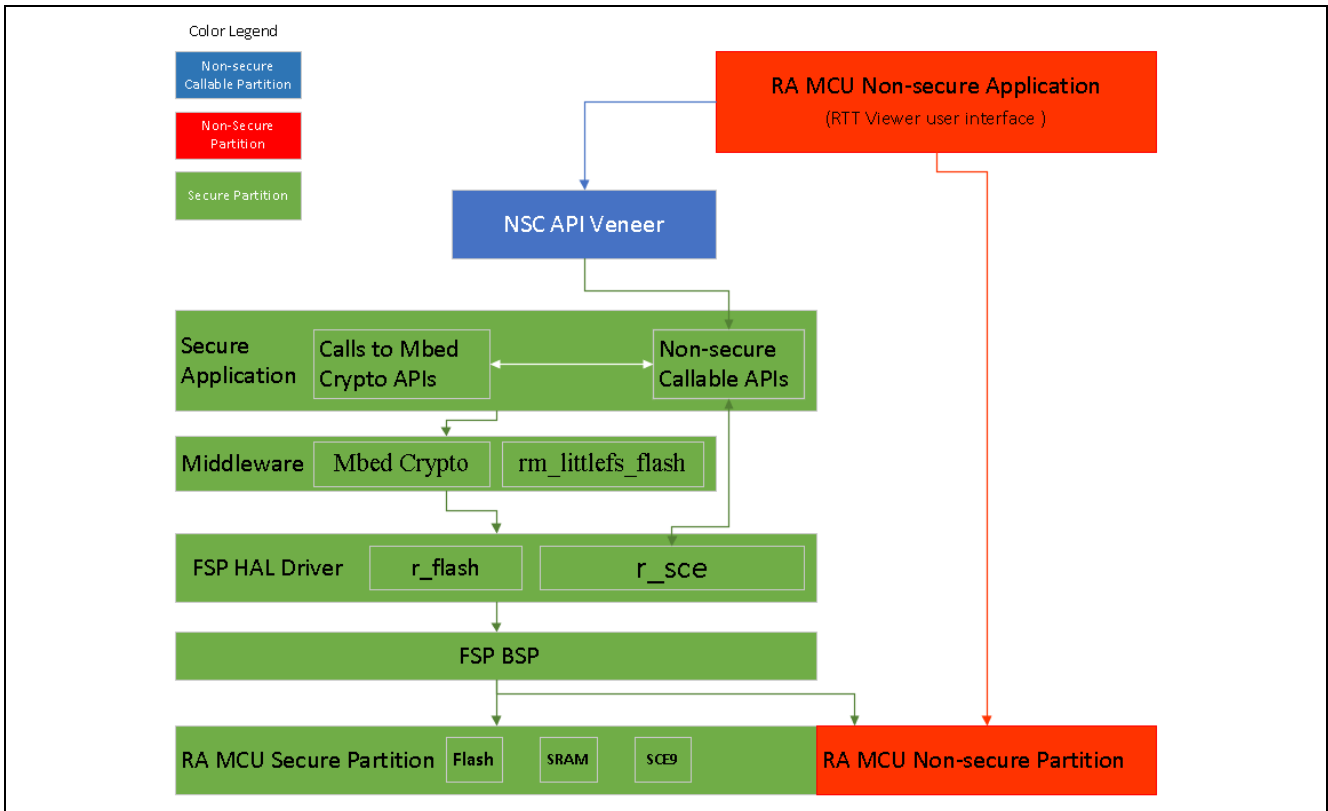 Color Legend
Non-secure
Callable Partition
Non-Secure
Partition
Secure Partition
RA MCU Non-secure Application
(RTT Viewer user interface )
NSC API Veneer
Secure
Application
Calls to Mbed
Crypto APIs
Non-secure
Callable APIs
Middleware
Mbed Crypto
rm_littlefs_flash
FSP HAL Driver
r_flash
r_sce
FSP BSP
RA MCU Secure Partition
Flash
SRAM
SCE9
RA MCU Non-secure Partition